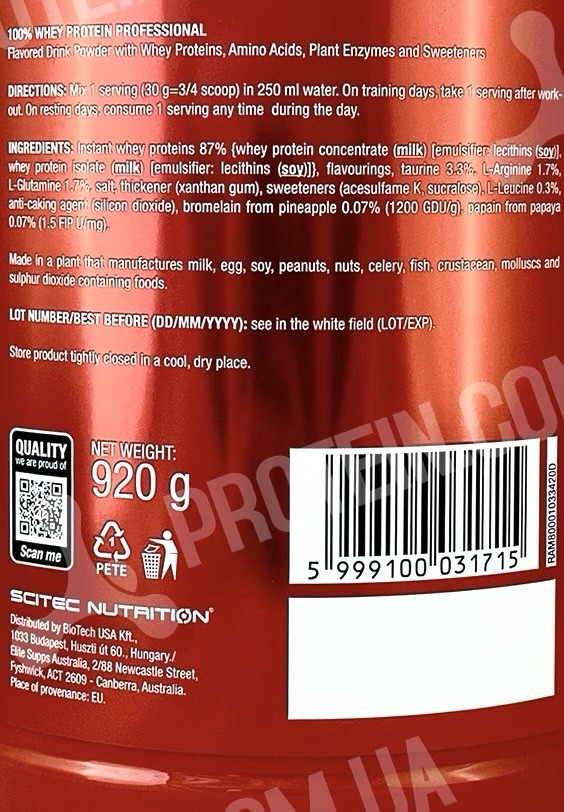 100% WHEY PROTEIN PROFESSIONAL
Flavored Drink Powder with Whey Proteins, Amino Acids, Plant Enzymes and Sweeteners
DIRECTIONS: Mix 1 serving (30 g=3/4 scoop) in 250 ml water. On training days, take 1 serving after work-
out. On resting days, consume 1 serving any time during the day.
INGREDIENTS: Instant whey proteins 87% {whey protein concentrate (milk) [emulsifier: lecithins (soy)],
whey protein isolate (milk) [emulsifier: lecithins (soy)]}, flavourings, taurine 3.3%, L-Arginine 1.7%,
L-Glutamine 1.7%, salt, thickener (xanthan gum), sweeteners (acesulfame K, sucralose), L-Leucine 0.3%,
anti-caking agent (silicon dioxide), bromelain from pineapple 0.07% (1200 GDU/g), papain from papaya
0.07% (1.5 FIP U/mg).
Made in a plant that manufactures milk, egg, soy, peanuts, nuts, celery, fish, crustacean, molluscs and
sulphur dioxide containing foods.
LOT NUMBER/BEST BEFORE (DD/MM/YYYY): see in the white field (LOT/EXP).
Store product tightly closed in a cool, dry place.
QUALITY
we are proud of
Scan me
NET WEIGHT:
920 g
PETE
SCITEC NUTRITION®
Distributed by BioTech USA Kft.,
1033 Budapest, Huszti út 60., Hungary./
Elite Supps Australia, 2/88 Newcastle Street,
Fyshwick, ACT 2609 - Canberra, Australia.
Place of provenance: EU.
5 999100 031715
RAM80001033420D
PROTEIN.COM
PROTEIN.COM
OM.UA